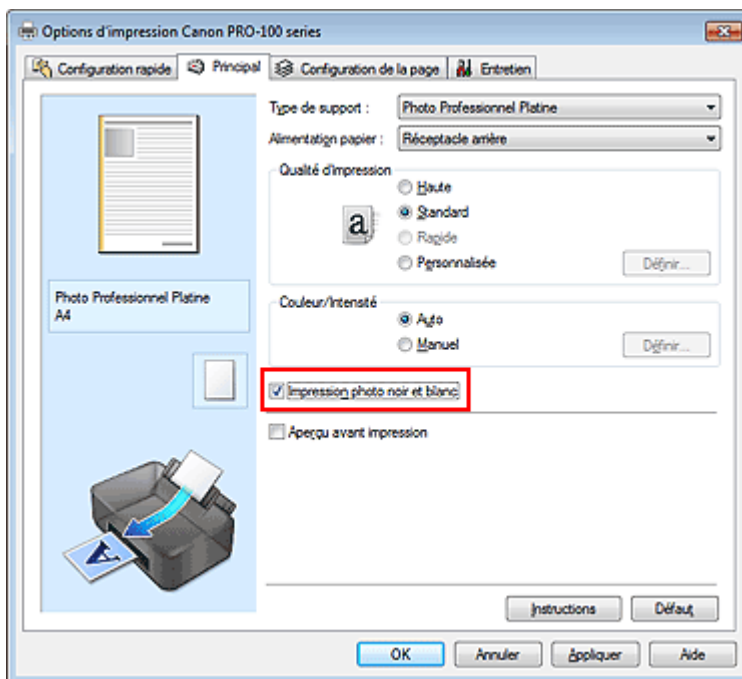 Options d'impression Canon PRO-100 series
Configuration rapide Principal Configuration de la page Entretien
Type de support : Photo Professionnel Platine
Alimentation papier : Réceptacle arrière
Qualité d'impression
Haute
Standard
Rapide
Personnalisée Définir...
Photo Professionnel Platine
A4
Couleur/Intensité
Auto
Manuel Définir...
Impression photo noir et blanc
Aperçu avant impression
Instructions Défaut
OK Annuler Appliquer Aide